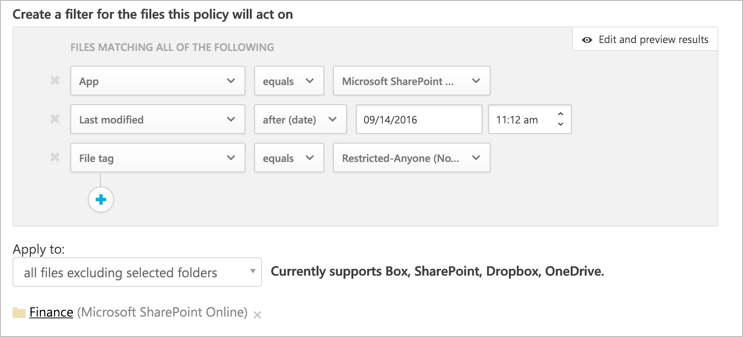 Create a filter for the files this policy will act on
FILES MATCHING ALL OF THE FOLLOWING
Edit and preview results
App equals Microsoft SharePoint ...
Last modified after (date) 09/14/2016 11:12 am
File tag equals Restricted-Anyone (No...
Apply to:
all files excluding selected folders Currently supports Box, SharePoint, Dropbox, OneDrive.
Finance (Microsoft SharePoint Online)